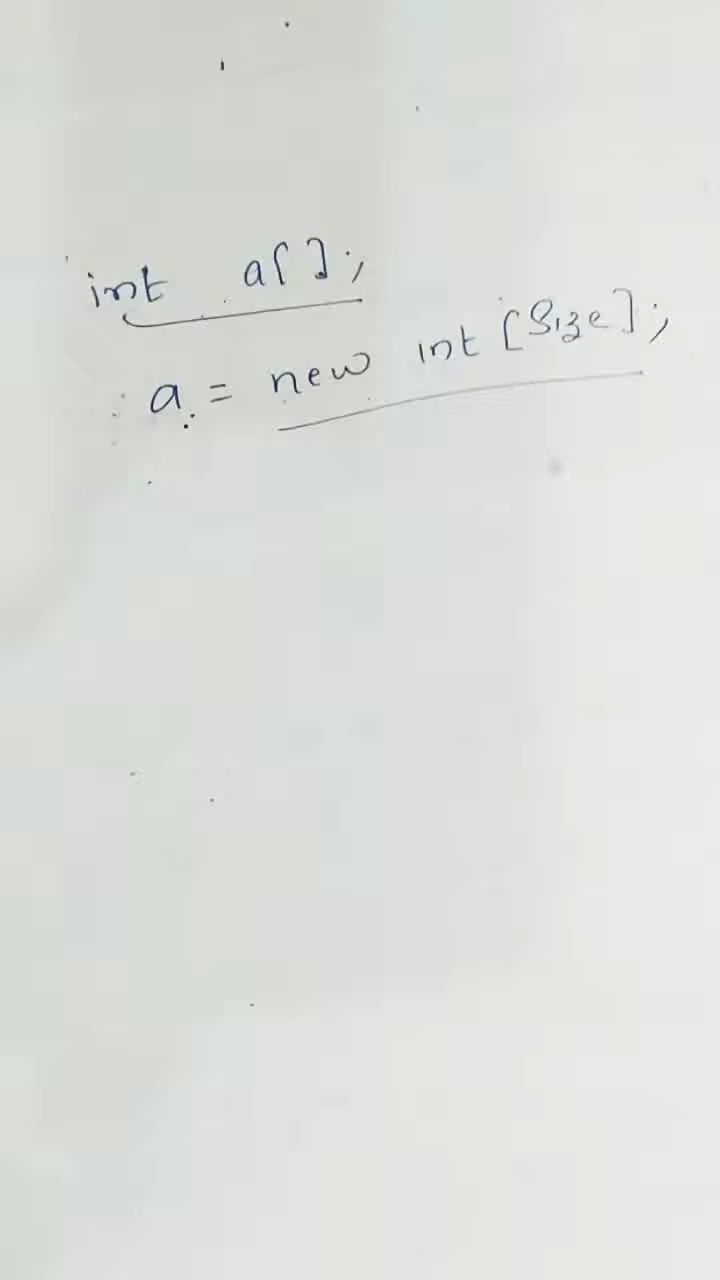 int a[];
a = new int [Size];